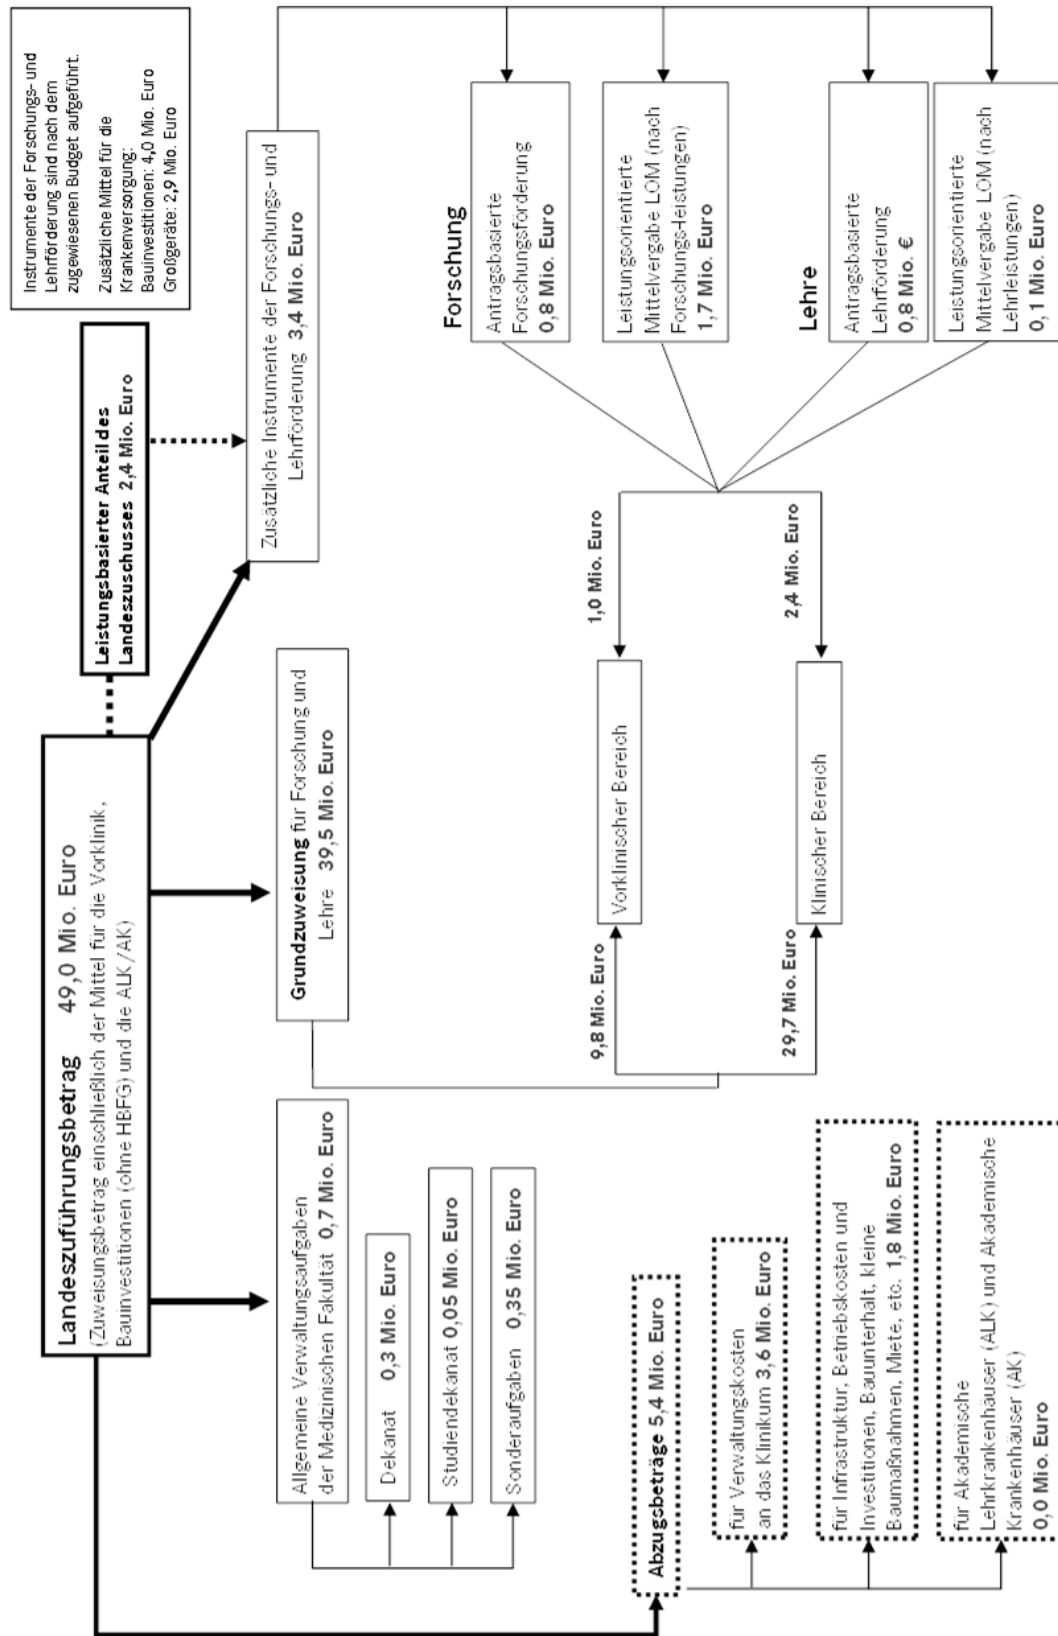 Landeszuführungsbetrag 49,0 Mio. Euro
(Zuweisungsbetrag einschließlich der Mittel für die Vorklinik,
Bauinvestitionen (ohne HBFG) und die ALK/AK)
Leistungsbasierter Anteil des
Landeszuschusses 2,4 Mio. Euro
Instrumente der Forschungs- und
Lehrförderung sind nach dem
zugewiesenen Budget aufgeführt.
Zusätzliche Mittel für die
Krankenversorgung:
Bauinvestitionen: 4,0 Mio. Euro
Großgeräte: 2,9 Mio. Euro
Allgemeine Verwaltungsaufgaben
der Medizinischen Fakultät 0,7 Mio. Euro
Dekanat 0,3 Mio. Euro
Studiendekanat 0,05 Mio. Euro
Sonderaufgaben 0,35 Mio. Euro
Grundzuweisung für Forschung und
Lehre 39,5 Mio. Euro
Zusätzliche Instrumente der Forschungs- und
Lehrförderung 3,4 Mio. Euro
Forschung
Antragsbasierte
Forschungsförderung
0,8 Mio. Euro
Leistungsorientierte
Mittelvergabe LOM (nach
Forschungs-leistungen)
1,7 Mio. Euro
Lehre
Antragsbasierte
Lehrförderung
0,8 Mio. €
Leistungsorientierte
Mittelvergabe LOM (nach
Lehrleistungen)
0,1 Mio. Euro
9,8 Mio. Euro
Vorklinischer Bereich
1,0 Mio. Euro
29,7 Mio. Euro
Klinischer Bereich
2,4 Mio. Euro
Abzugsbeträge 5,4 Mio. Euro
für Verwaltungskosten
an das Klinikum 3,6 Mio. Euro
für Infrastruktur, Betriebskosten und
Investitionen, Bauunterhalt, kleine
Baumaßnahmen, Miete, etc. 1,8 Mio. Euro
für Akademische
Lehrkrankenhäuser (ALK) und Akademische
Krankenhäuser (AK)
0,0 Mio. Euro